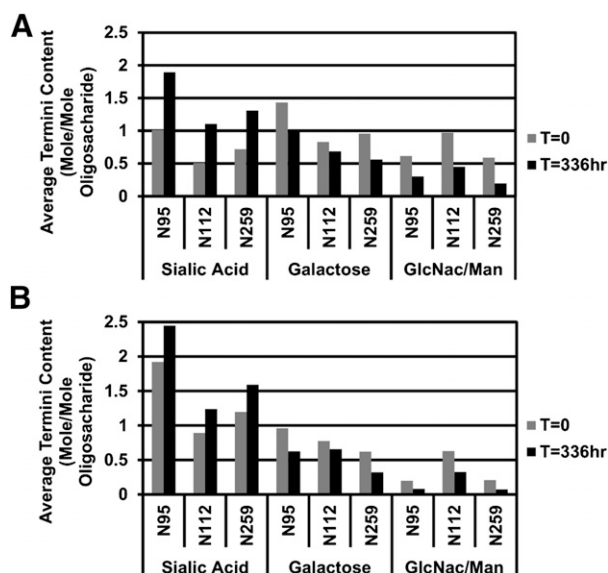 A
Average Termini Content
(Mole/Mole
Oligosacharide)
2.5
2
1.5
1
0.5
0
N95 N112 N259 N95 N112 N259 N95 N112 N259
Sialic Acid Galactose GlcNac/Man
T=0
T=336hr
B
Average Termini Content
(Mole/Mole
Oligosacharide)
2.5
2
1.5
1
0.5
0
N95 N112 N259 N95 N112 N259 N95 N112 N259
Sialic Acid Galactose GlcNac/Man
T=0
T=336hr